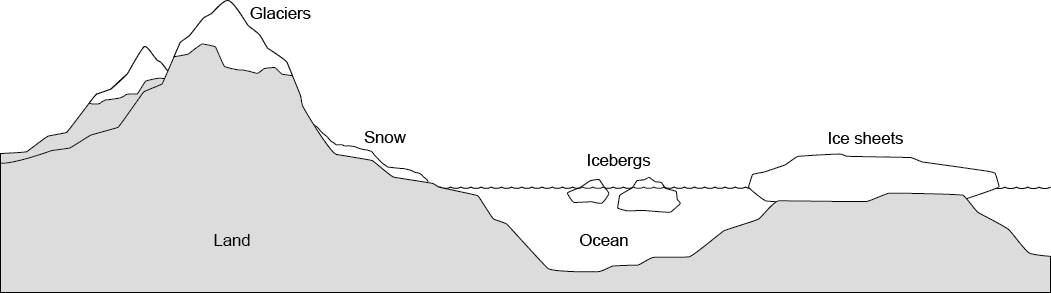 Glaciers
Snow
Icebergs
Ice sheets
Land
Ocean